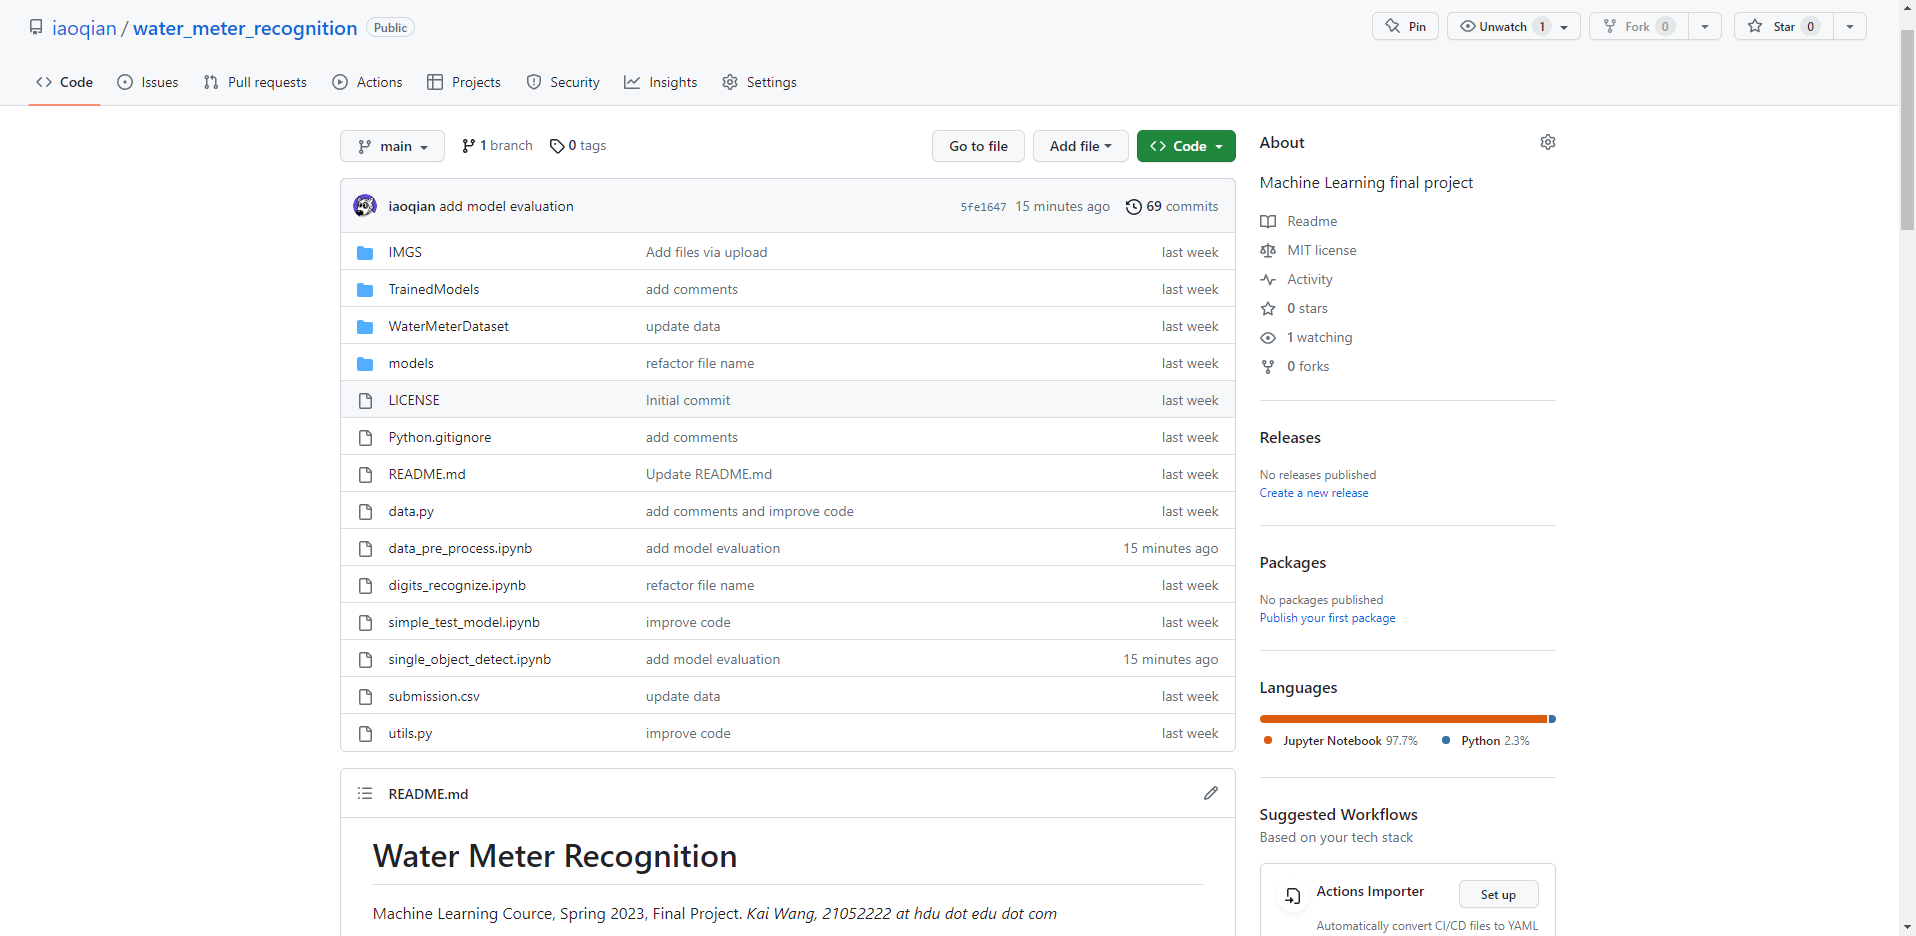 iaoqian / water_meter_recognition Public
Pin Unwatch 1 Fork 0 Star 0
Code Issues Pull requests Actions Projects Security Insights Settings
main 1 branch 0 tags Go to file Add file Code
iaoqian add model evaluation 5fe1647 15 minutes ago 69 commits
IMGS Add files via upload last week
TrainedModels add comments last week
WaterMeterDataset update data last week
models refactor file name last week
LICENSE Initial commit last week
Python.gitignore add comments last week
README.md Update README.md last week
data.py add comments and improve code last week
data_pre_process.ipynb add model evaluation 15 minutes ago
digits_recognize.ipynb refactor file name last week
simple_test_model.ipynb improve code last week
single_object_detect.ipynb add model evaluation 15 minutes ago
submission.csv update data last week
utils.py improve code last week
README.md
Water Meter Recognition
Machine Learning Cource, Spring 2023, Final Project. Kai Wang, 21052222 at hdu dot edu dot com
About
Machine Learning final project
Readme
MIT license
Activity
0 stars
1 watching
0 forks
Releases
No releases published
Create a new release
Packages
No packages published
Publish your first package
Languages
Jupyter Notebook 97.7% Python 2.3%
Suggested Workflows
Based on your tech stack
Actions Importer Set up
Automatically convert CI/CD files to YAML